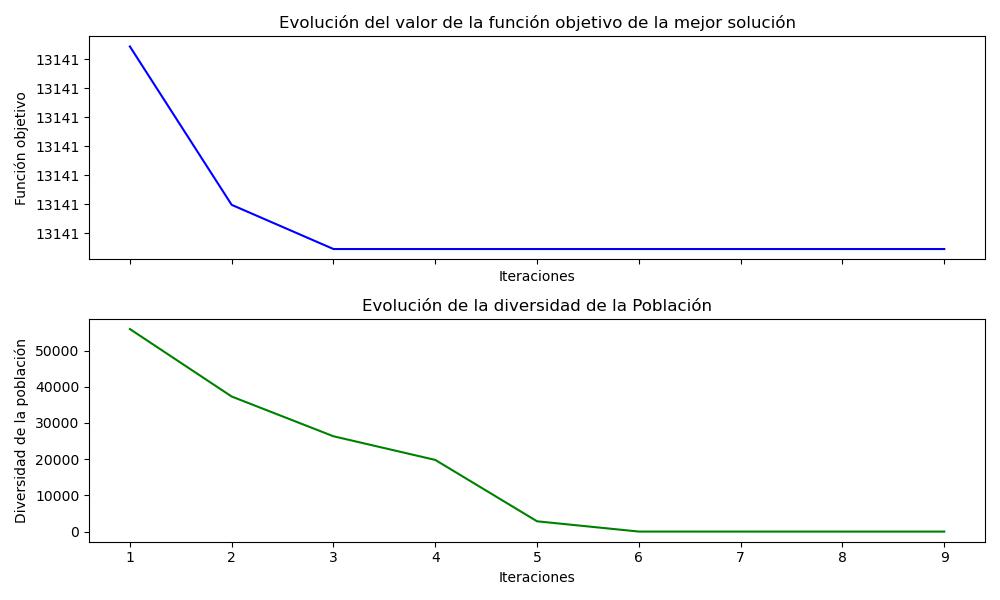 Evolución del valor de la función objetivo de la mejor solución
13141
13141
13141
13141
13141
13141
13141
Función objetivo
Iteraciones
Evolución de la diversidad de la Población
50000
40000
30000
20000
10000
0
Diversidad de la población
1 2 3 4 5 6 7 8 9
Iteraciones